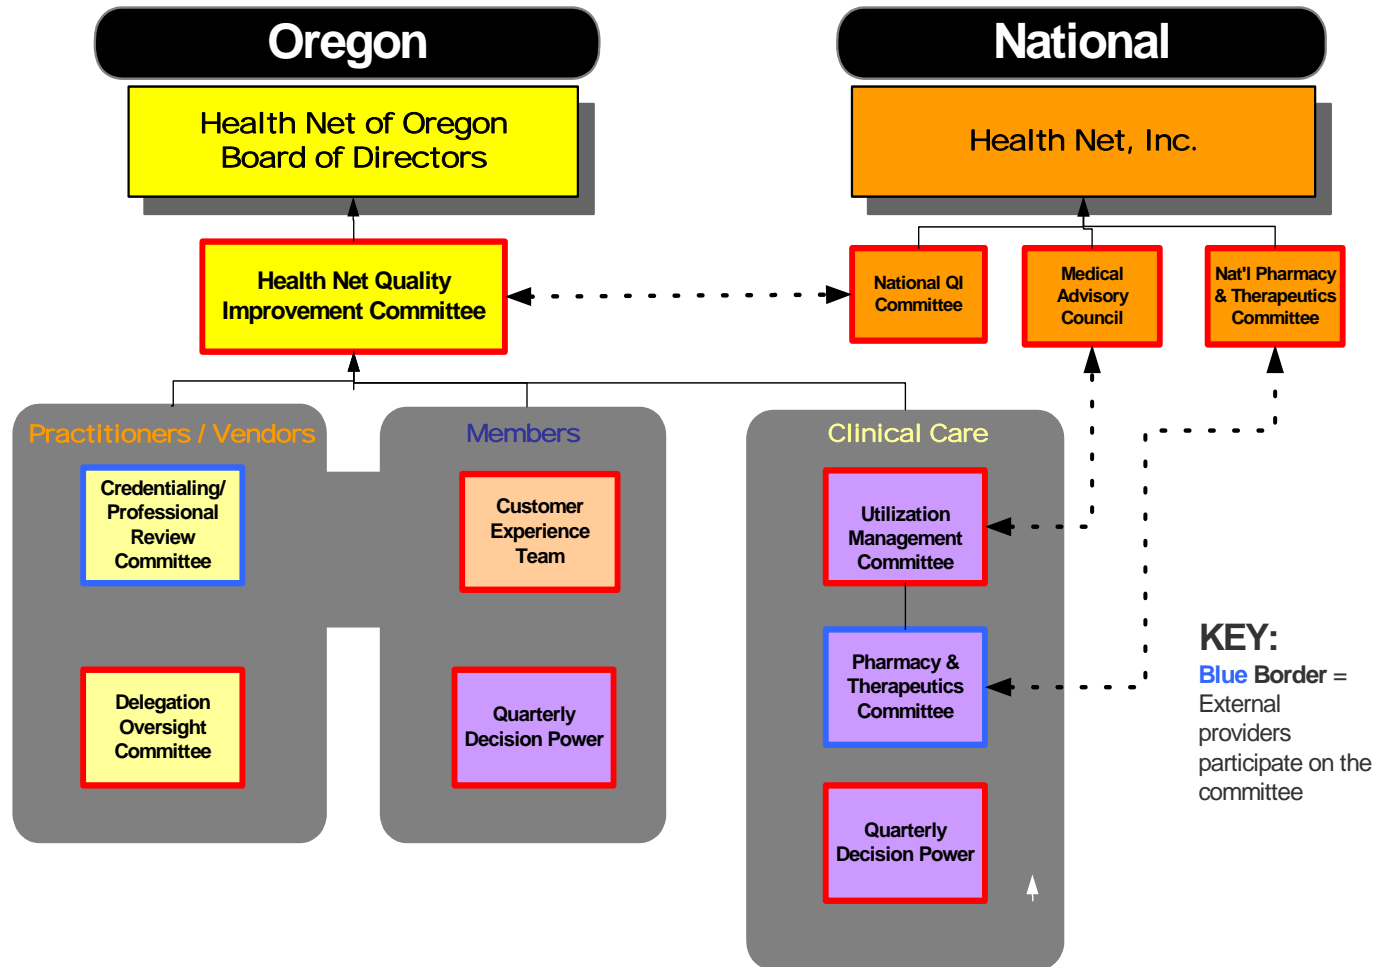 Oregon
National
Health Net of Oregon
Board of Directors
Health Net, Inc.
Health Net Quality
Improvement Committee
National QI
Committee
Medical
Advisory
Council
Nat'l Pharmacy
& Therapeutics
Committee
Practitioners / Vendors
Credentialing/
Professional
Review
Committee
Delegation
Oversight
Committee
Members
Customer
Experience
Team
Quarterly
Decision Power
Clinical Care
Utilization
Management
Committee
Pharmacy &
Therapeutics
Committee
Quarterly
Decision Power
KEY:
Blue Border =
External
providers
participate on the
committee